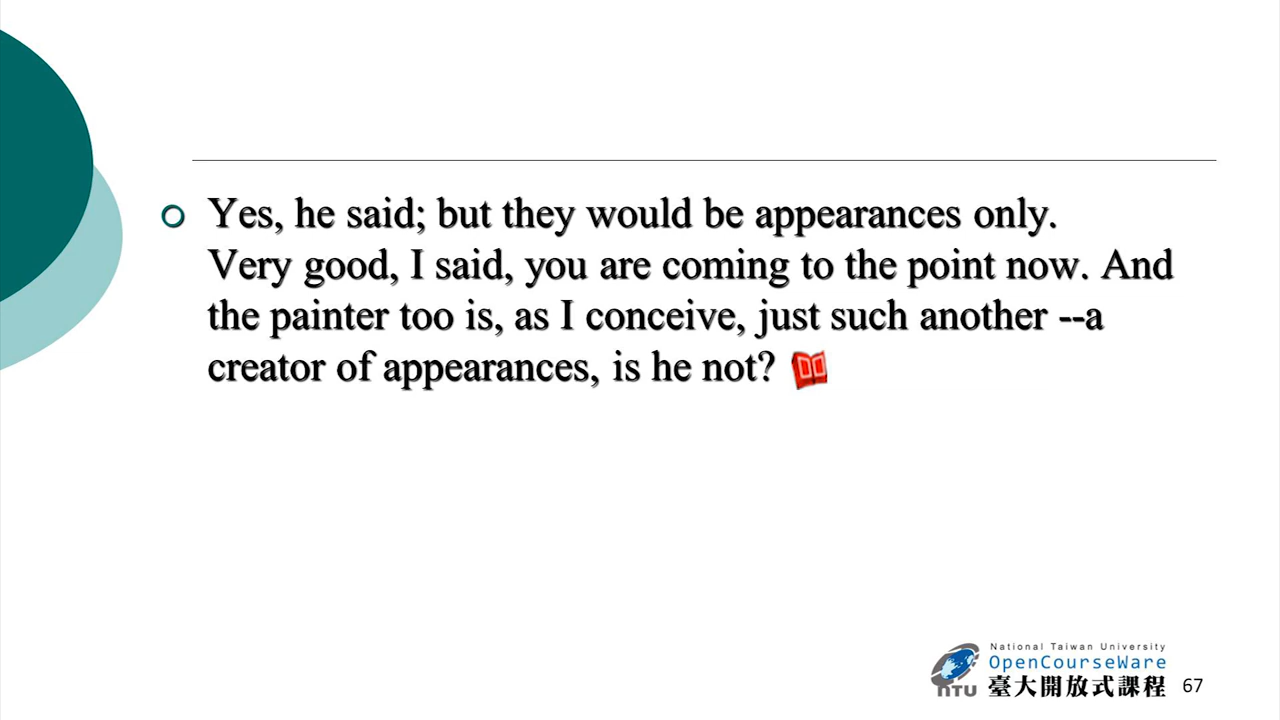 Yes, he said; but they would be appearances only.
Very good, I said, you are coming to the point now. And
the painter too is, as I conceive, just such another --a
creator of appearances, is he not?
National Taiwan University
OpenCourseWare
NTU
臺大開放式課程
67